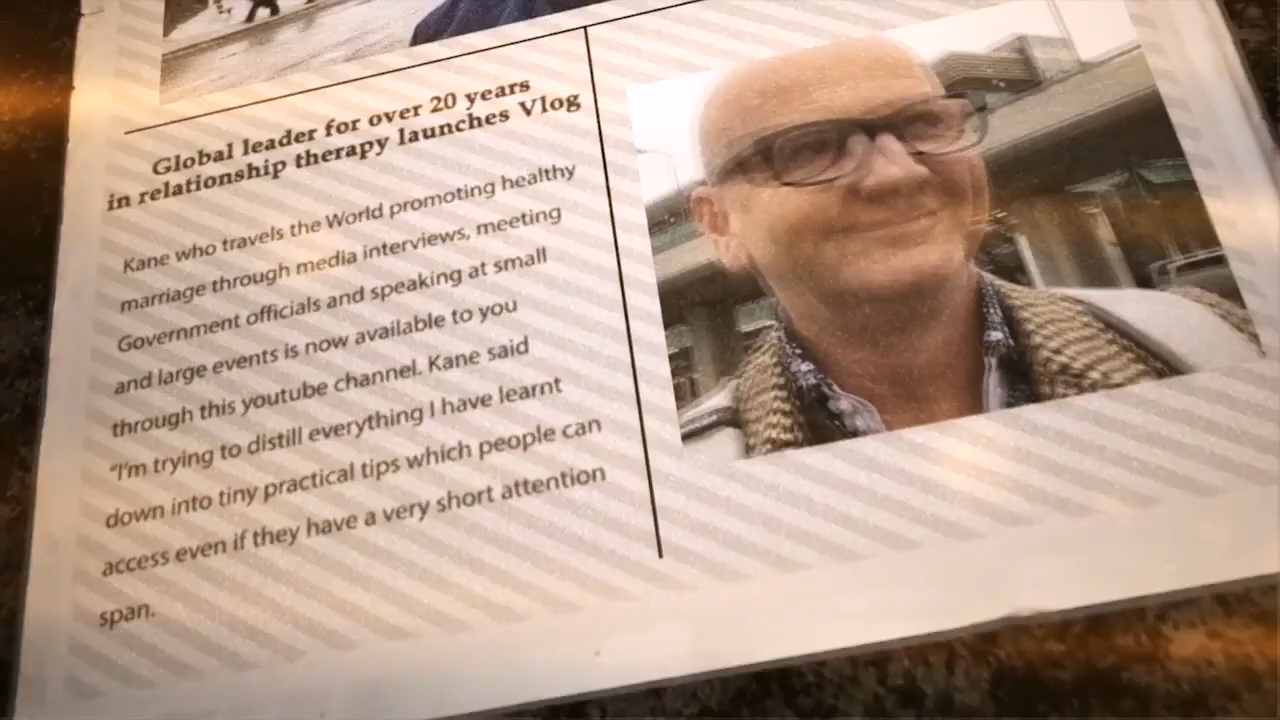 Global leader for over 20 years
in relationship therapy launches Vlog
Kane who travels the World promoting healthy
marriage through media interviews, meeting
Government officials and speaking at small
and large events is now available to you
through this youtube channel. Kane said
“I'm trying to distill everything I have learnt
down into tiny practical tips which people can
access even if they have a very short attention
span.